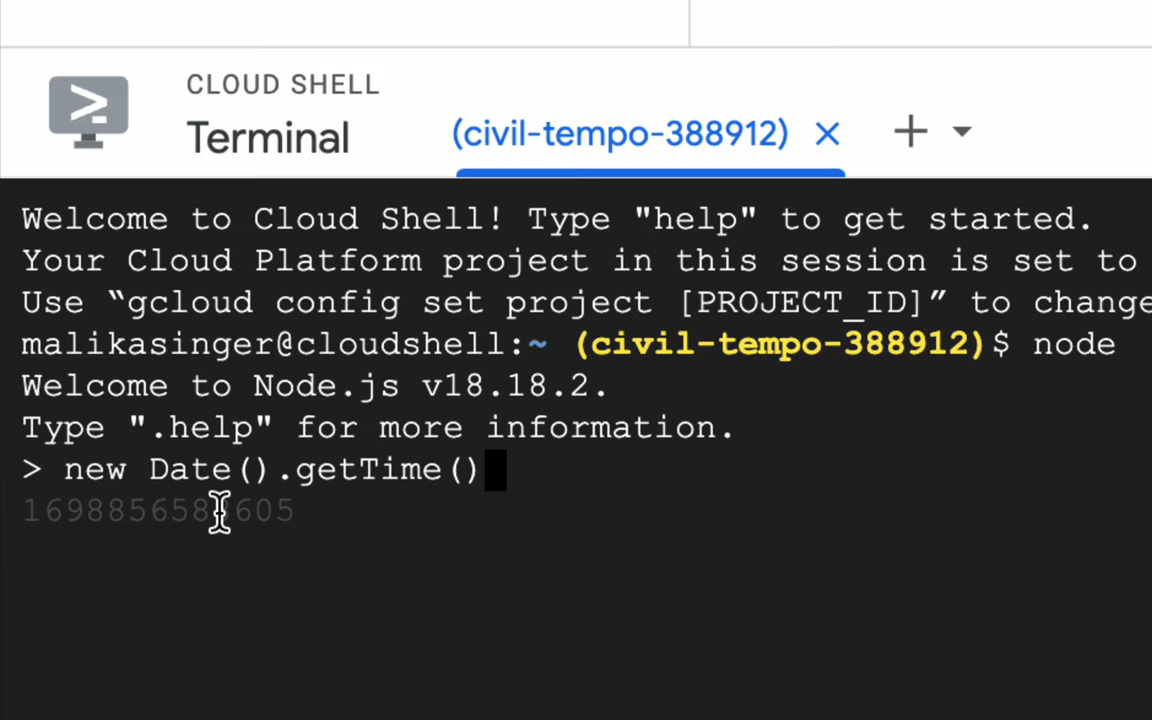 CLOUD SHELL
Terminal
(civil-tempo-388912)
Welcome to Cloud Shell! Type "help" to get started.
Your Cloud Platform project in this session is set to
Use “gcloud config set project [PROJECT_ID]” to change
malikasinger@cloudshell:~ (civil-tempo-388912)$ node
Welcome to Node.js v18.18.2.
Type ".help" for more information.
> new Date().getTime()